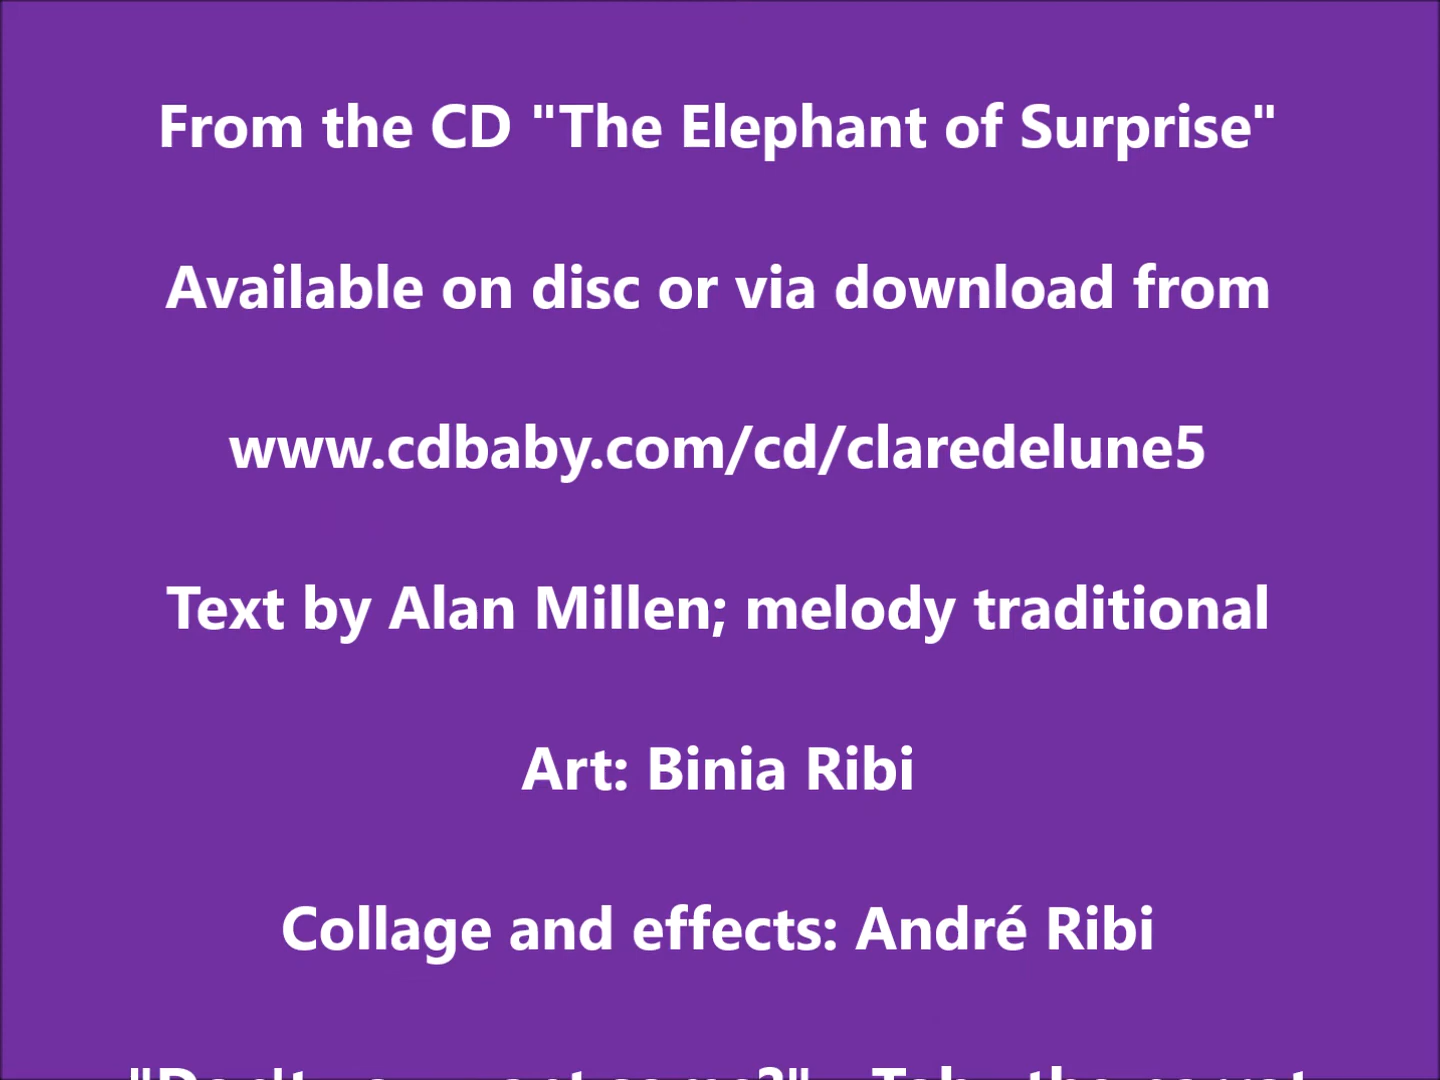 From the CD "The Elephant of Surprise"
Available on disc or via download from
www.cdbaby.com/cd/claredelune5
Text by Alan Millen; melody traditional
Art: Binia Ribi
Collage and effects: André Ribi